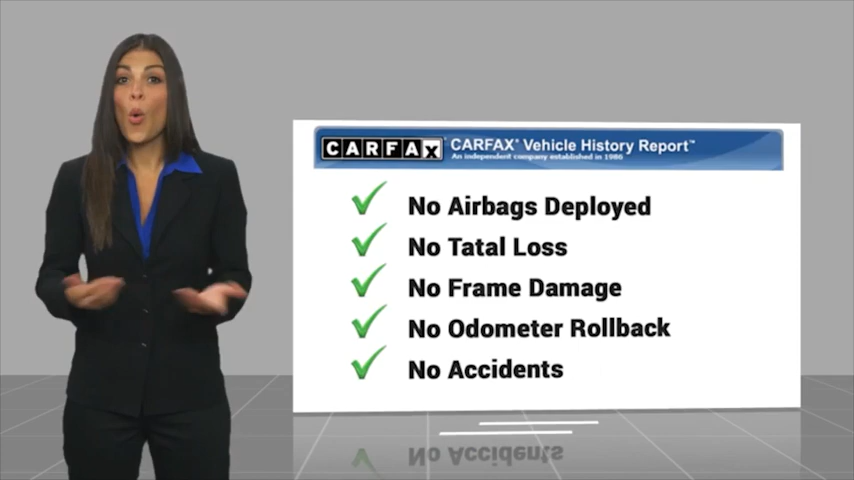 CARFAX CARFAX® Vehicle History Report™
An independent company established in 1986
No Airbags Deployed
No Tatal Loss
No Frame Damage
No Odometer Rollback
No Accidents
No Accidents